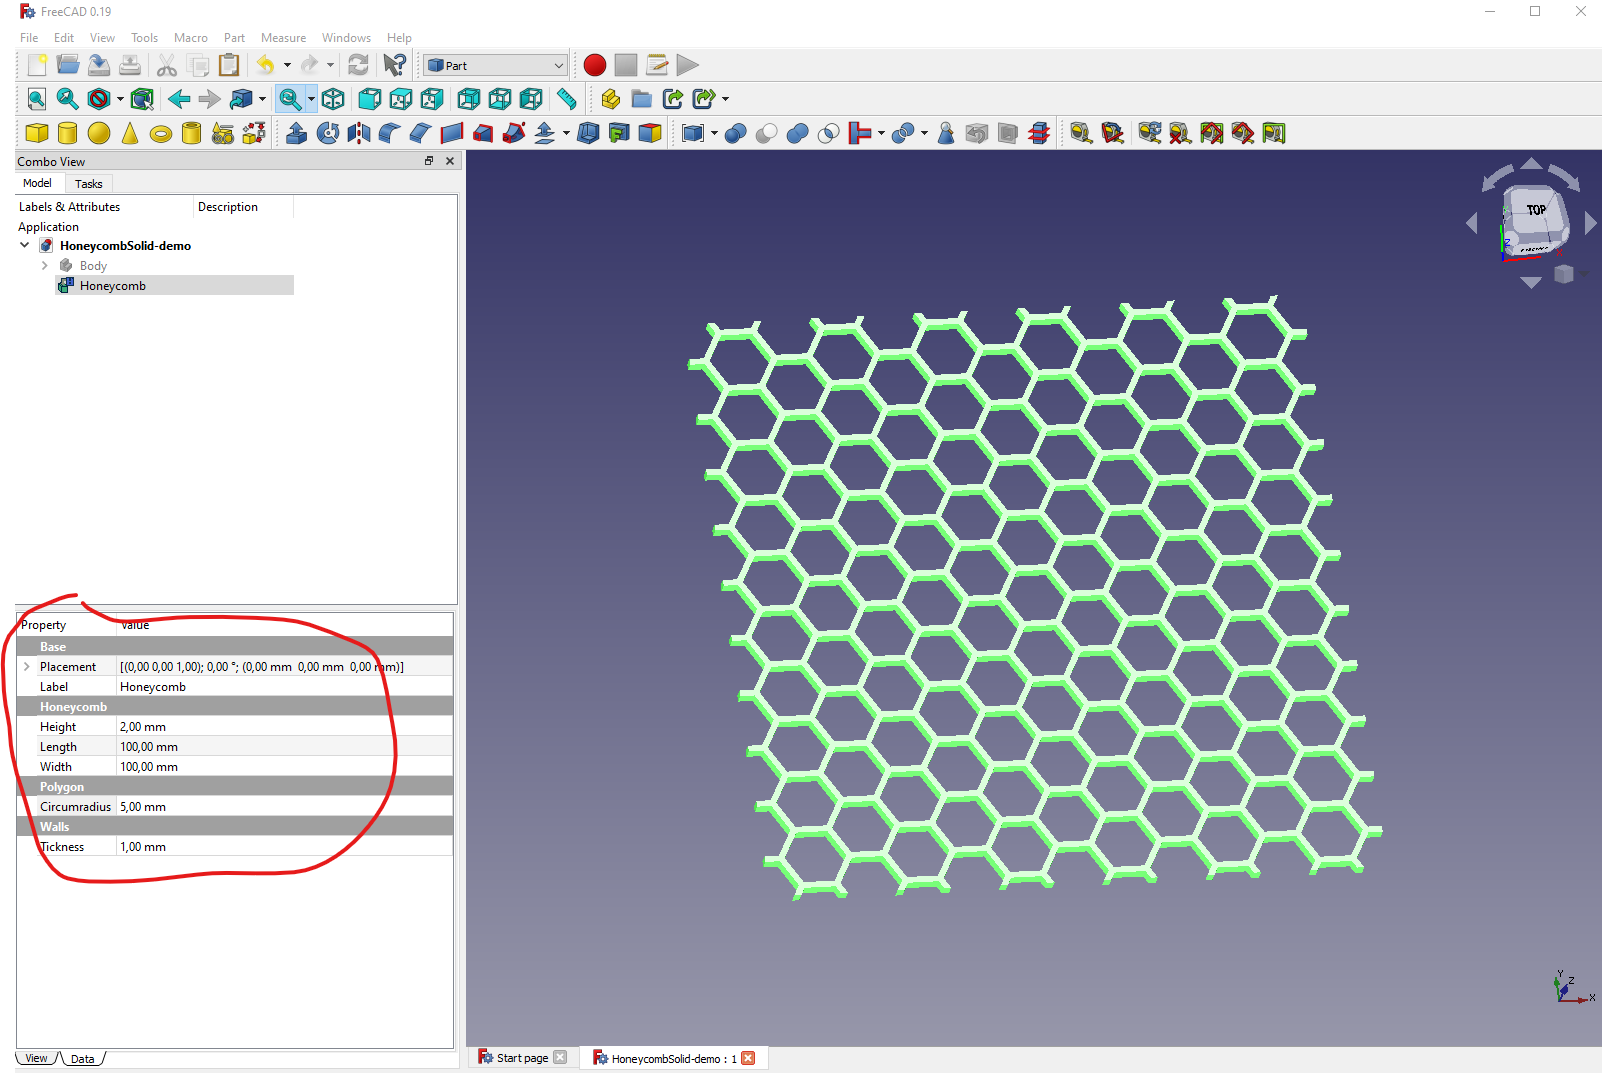 FreeCAD 0.19
File Edit View Tools Macro Part Measure Windows Help
Part
Combo View
Model Tasks
Labels & Attributes Description
Application
HoneycombSolid-demo
Body
Honeycomb
TOP
Z
Property Value
Base
Placement [(0,00 0,00 1,00); 0,00 °; (0,00 mm 0,00 mm 0,00 mm)]
Label Honeycomb
Honeycomb
Height 2,00 mm
Length 100,00 mm
Width 100,00 mm
Polygon
Circumradius 5,00 mm
Walls
Tickness 1,00 mm
Y
Z
X
View Data
Start page
HoneycombSolid-demo : 1